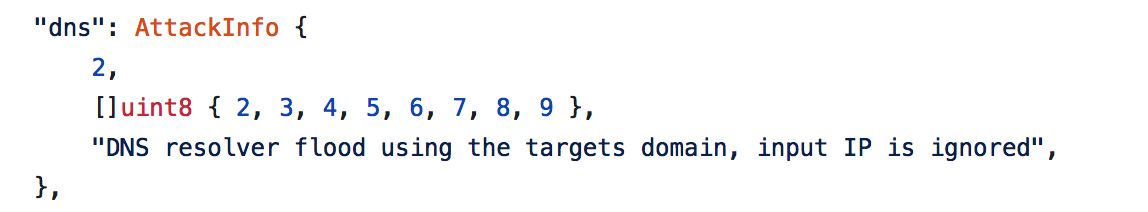 "dns": AttackInfo {
    2,
    []uint8 { 2, 3, 4, 5, 6, 7, 8, 9 },
    "DNS resolver flood using the targets domain, input IP is ignored",
},